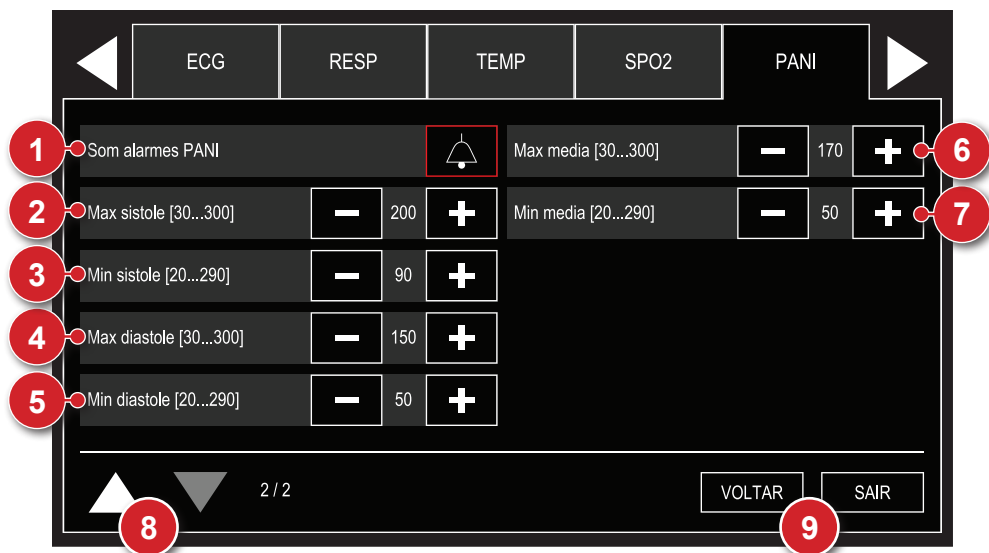 ECG RESP TEMP SPO2 PANI
1 Som alarmes PANI
Max media [30...300] 170 6
2 Max sistole [30...300] 200
Min media [20...290] 50 7
3 Min sistole [20...290] 90
4 Max diastole [30...300] 150
5 Min diastole [20...290] 50
2 / 2 VOLTAR SAIR
8 9